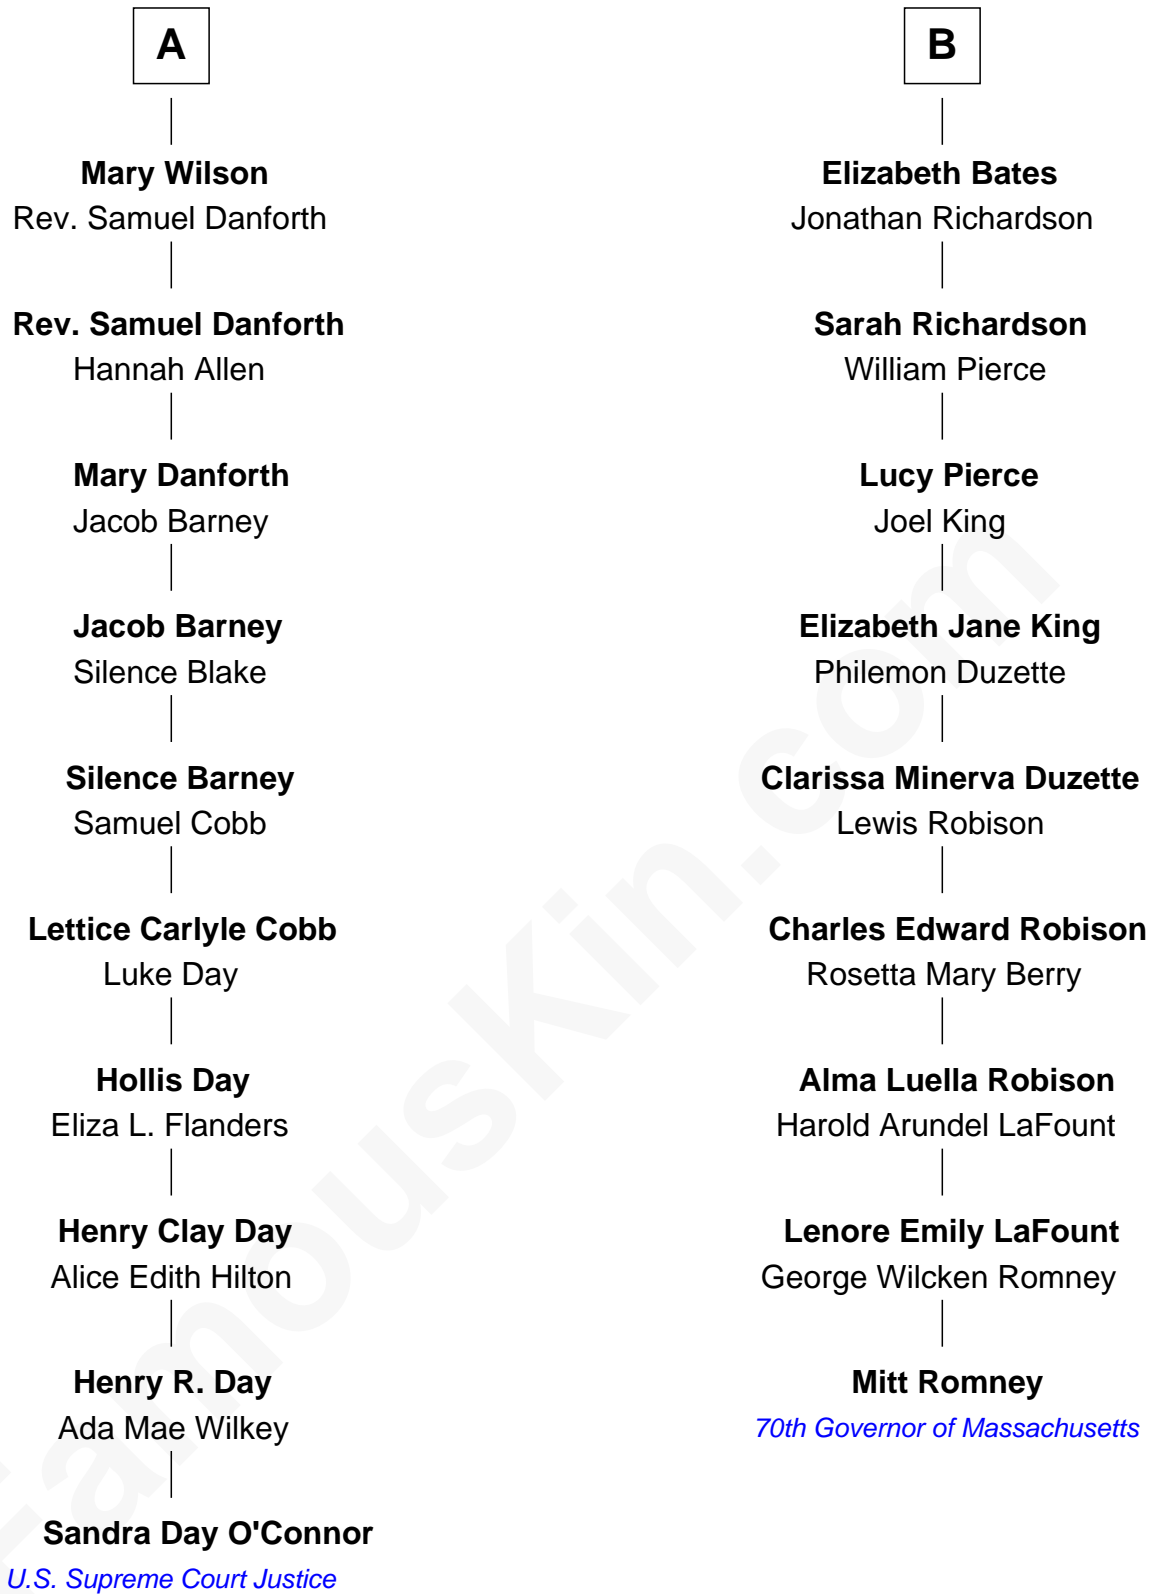 A
Mary Wilson
Rev. Samuel Danforth
Rev. Samuel Danforth
Hannah Allen
Mary Danforth
Jacob Barney
Jacob Barney
Silence Blake
Silence Barney
Samuel Cobb
Lettice Carlyle Cobb
Luke Day
Hollis Day
Eliza L. Flanders
Henry Clay Day
Alice Edith Hilton
Henry R. Day
Ada Mae Wilkey
Sandra Day O'Connor
U.S. Supreme Court Justice
B
Elizabeth Bates
Jonathan Richardson
Sarah Richardson
William Pierce
Lucy Pierce
Joel King
Elizabeth Jane King
Philemon Duzette
Clarissa Minerva Duzette
Lewis Robison
Charles Edward Robison
Rosetta Mary Berry
Alma Luella Robison
Harold Arundel LaFount
Lenore Emily LaFount
George Wilcken Romney
Mitt Romney
70th Governor of Massachusetts
FamousKin.com